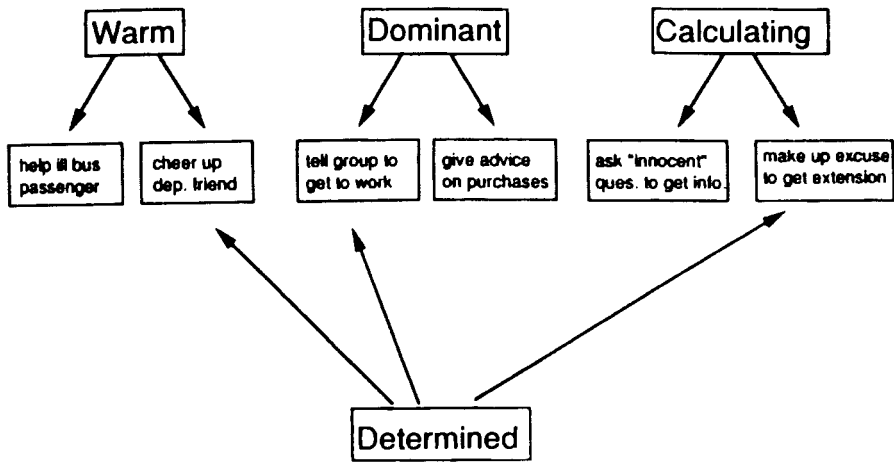 Warm
Dominant
Calculating
help ill bus
passenger
cheer up
dep. friend
tell group to
get to work
give advice
on purchases
ask "innocent"
ques. to get info.
make up excuse
to get extension
Determined